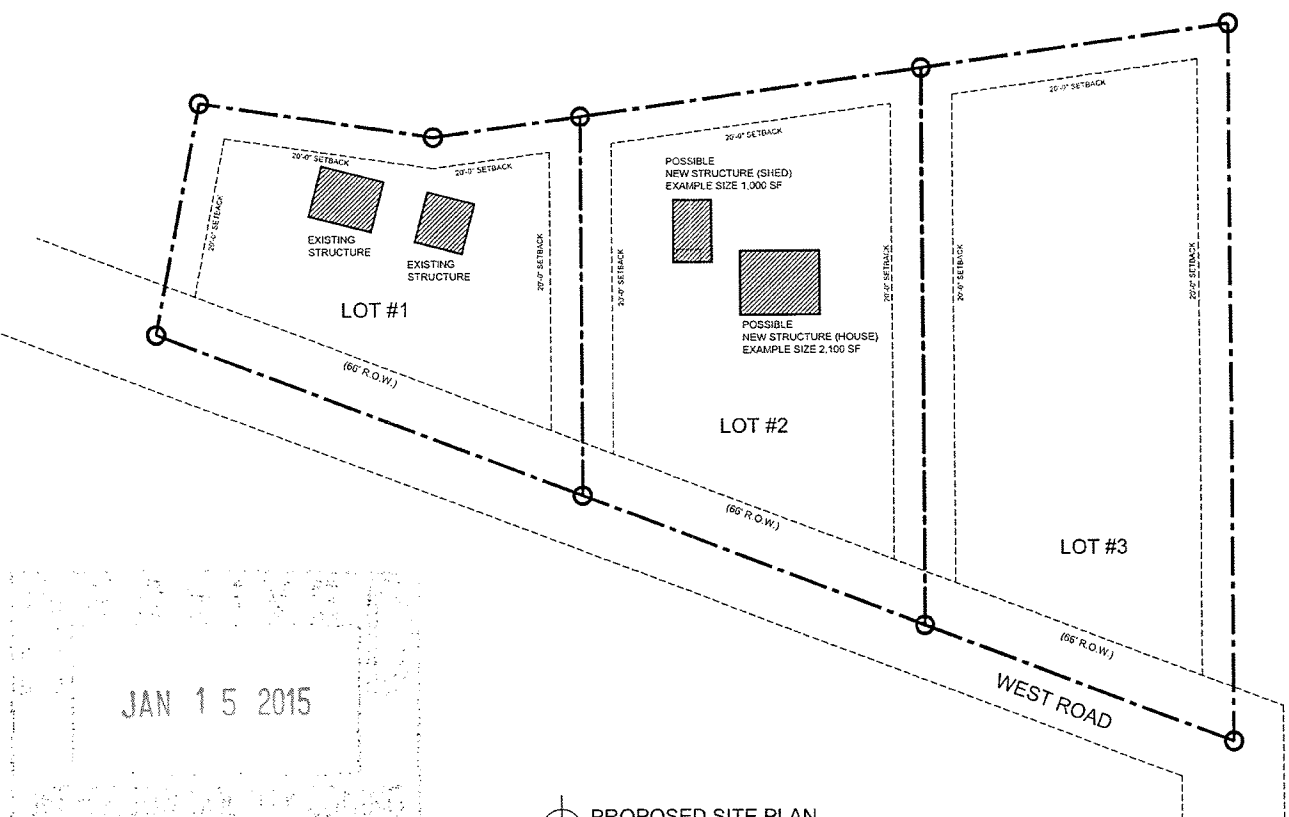 20'-0" SETBACK
20'-0" SETBACK
20'-0" SETBACK
20'-0" SETBACK
EXISTING
STRUCTURE
EXISTING
STRUCTURE
LOT #1
(66' R.O.W.)
20'-0" SETBACK
20'-0" SETBACK
20'-0" SETBACK
POSSIBLE
NEW STRUCTURE (SHED)
EXAMPLE SIZE 1,000 SF
POSSIBLE
NEW STRUCTURE (HOUSE)
EXAMPLE SIZE 2,100 SF
LOT #2
(66' R.O.W.)
20'-0" SETBACK
20'-0" SETBACK
20'-0" SETBACK
LOT #3
(66' R.O.W.)
WEST ROAD
JAN 15 2015
PROPOSED SITE PLAN